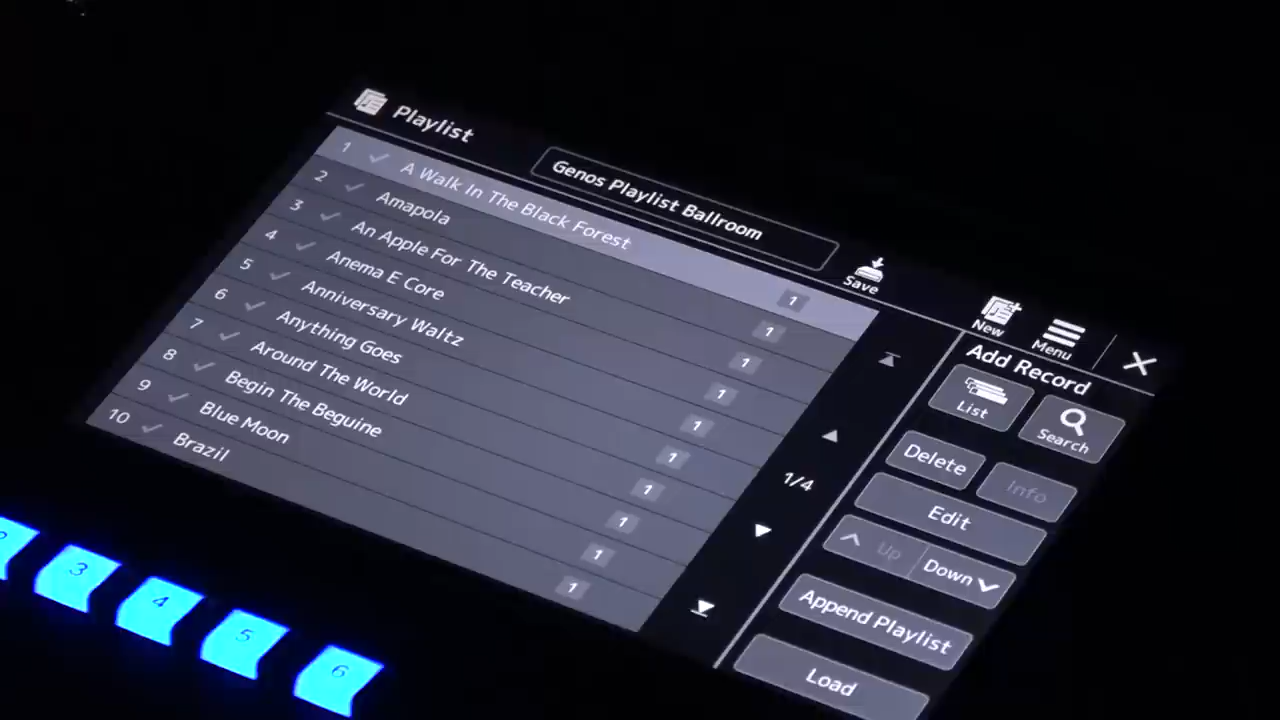 Playlist
Genos Playlist Ballroom
Save
New
Menu
1 A Walk In The Black Forest 1
2 Amapola 1
3 An Apple For The Teacher 1
4 Anema E Core 1
5 Anniversary Waltz 1
6 Anything Goes 1
7 Around The World 1
8 Begin The Beguine 1
9 Blue Moon 1
10 Brazil 1
1/4
Add Record
List
Search
Delete
Info
Edit
Up
Down
Append Playlist
Load
3
4
5
6